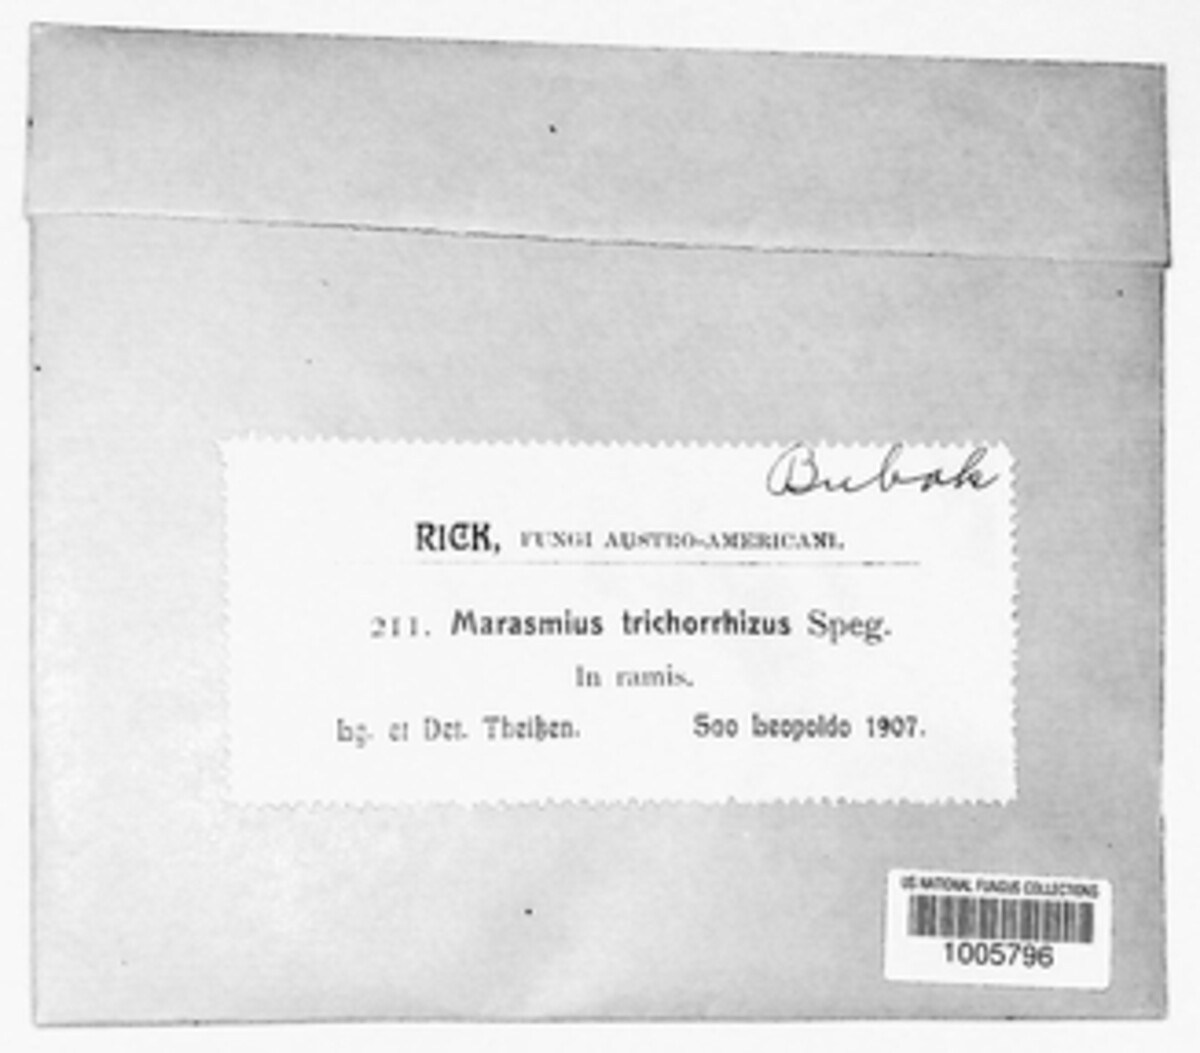 Bubak
RICK, FUNGI AUSTRO-AMERICANI.
211. Marasmius trichorrhizus Speg.
In ramis.
lg. et Det. Theißen. Sao Leopoldo 1907.
US NATIONAL FUNGUS COLLECTIONS
1005796